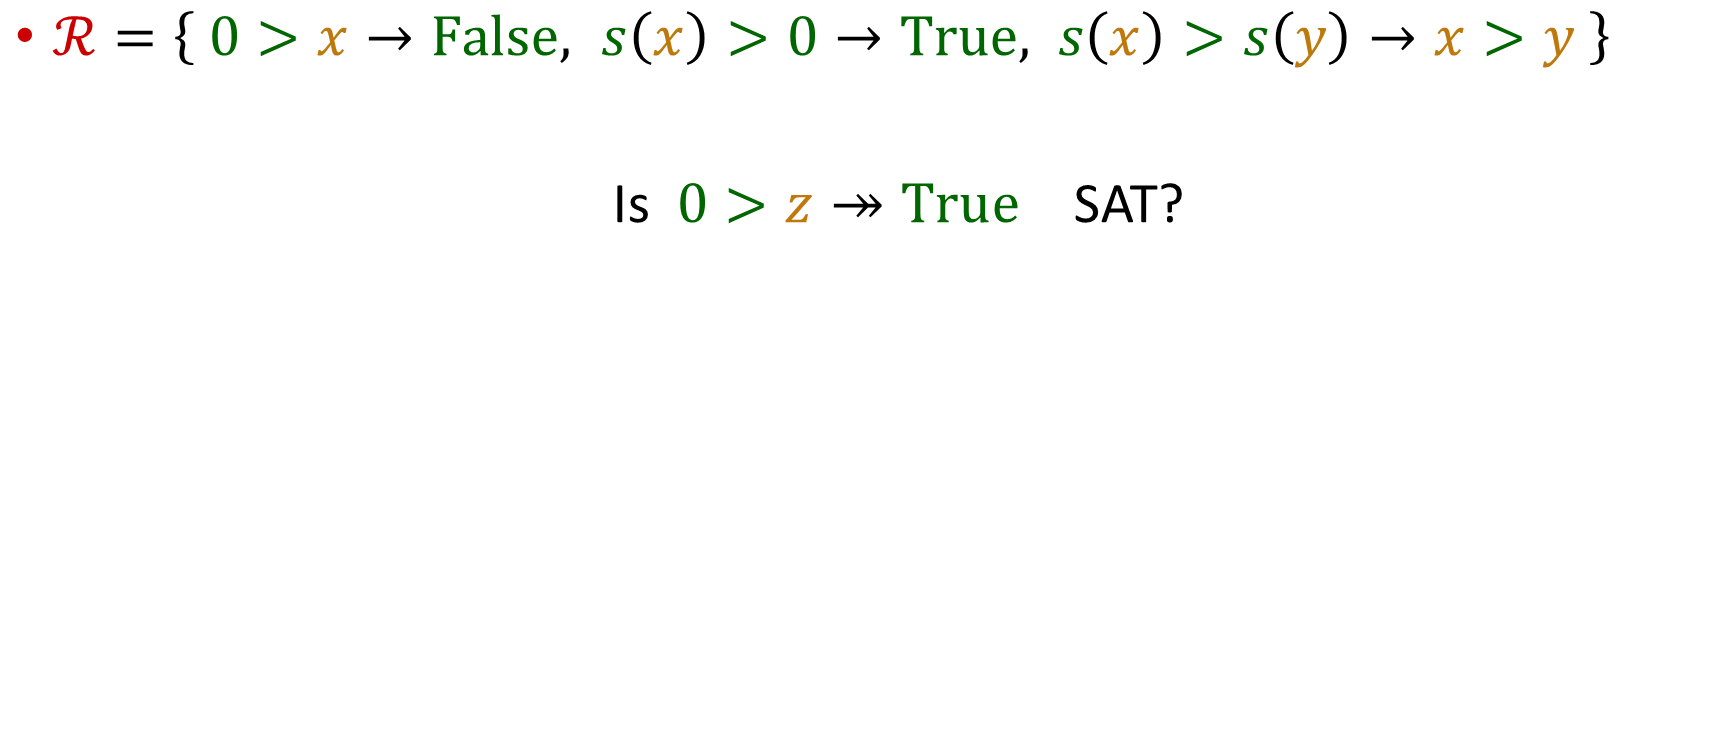 • ℛ = { 0 > 𝑥 → False, 𝑠(𝑥) > 0 → True, 𝑠(𝑥) > 𝑠(𝑦) → 𝑥 > 𝑦 }
Is 0 > 𝑧 ↠ True SAT?